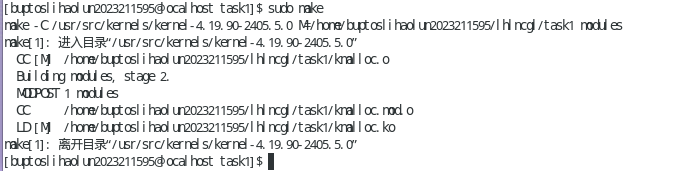 [buptoslihaolun2023211595@localhost task1]$ sudo make
make -C /usr/src/kernels/kernel-4.19.90-2405.5.0 M=/home/buptoslihaolun2023211595/lhlncgl/task1 modules
make[1]: 进入目录“/usr/src/kernels/kernel-4.19.90-2405.5.0”
CC [M]  /home/buptoslihaolun2023211595/lhlncgl/task1/kmalloc.o
Building modules, stage 2.
MODPOST 1 modules
CC      /home/buptoslihaolun2023211595/lhlncgl/task1/kmalloc.mod.o
LD [M]  /home/buptoslihaolun2023211595/lhlncgl/task1/kmalloc.ko
make[1]: 离开目录“/usr/src/kernels/kernel-4.19.90-2405.5.0”
[buptoslihaolun2023211595@localhost task1]$